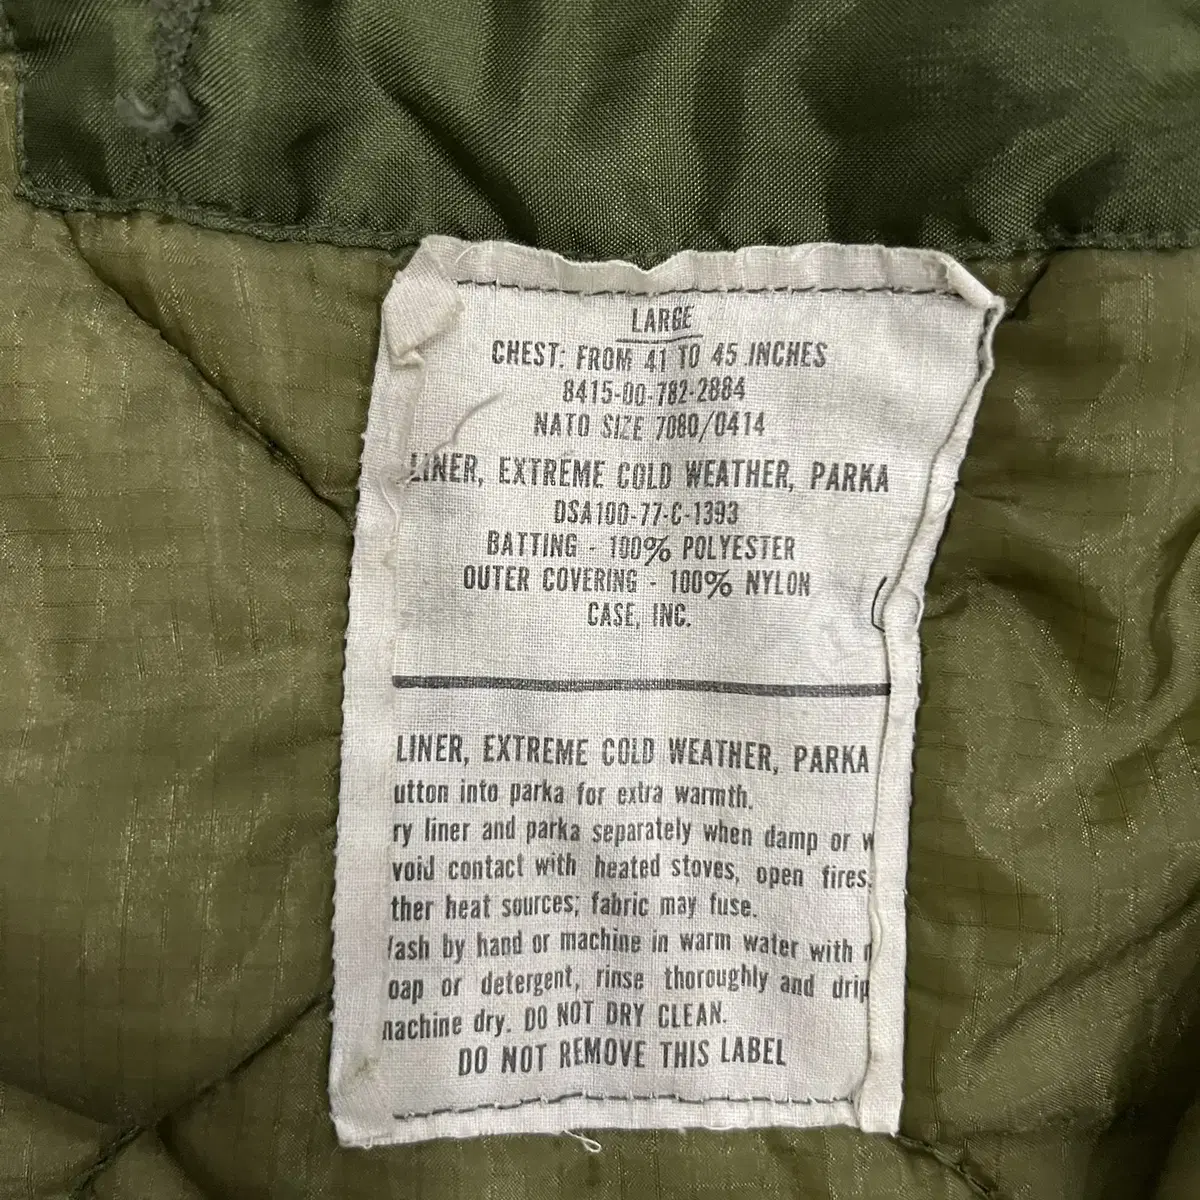 LARGE
CHEST: FROM 41 TO 45 INCHES
8415-00-782-2884
NATO SIZE 7080/0414
LINER, EXTREME COLD WEATHER, PARKA
DSA100-77-C-1393
BATTING - 100% POLYESTER
OUTER COVERING - 100% NYLON
CASE, INC.
LINER, EXTREME COLD WEATHER, PARKA
utton into parka for extra warmth.
ry liner and parka separately when damp or w
void contact with heated stoves, open fires,
ther heat sources; fabric may fuse.
ash by hand or machine in warm water with
oap or detergent, rinse thoroughly and drip
machine dry. DO NOT DRY CLEAN.
DO NOT REMOVE THIS LABEL